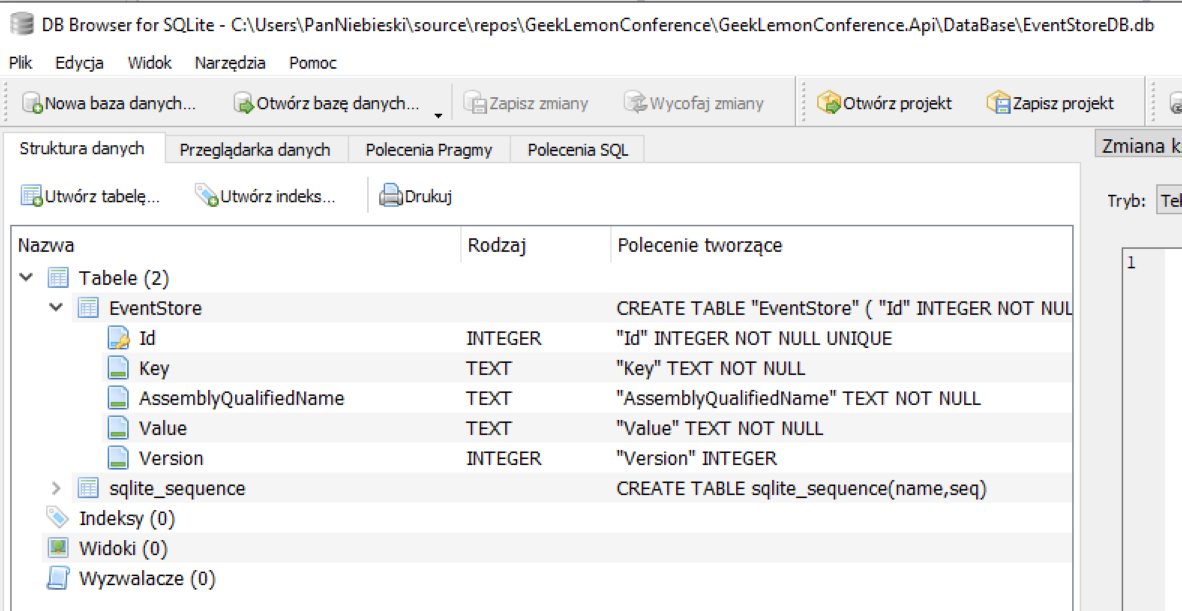 DB Browser for SQLite - C:\Users\PanNiebieski\source\repos\GeekLemonConference\GeekLemonConference.Api\DataBase\EventStoreDB.db
Plik Edycja Widok Narzędzia Pomoc
Nowa baza danych... Otwórz bazę danych... Zapisz zmiany Wycofaj zmiany Otwórz projekt Zapisz projekt
Struktura danych Przeglądarka danych Polecenia Pragmy Polecenia SQL Zmiana k
Utwórz tabelę... Utwórz indeks... Drukuj Tryb: Tek
Nazwa Rodzaj Polecenie tworzące
1
Tabele (2)
EventStore CREATE TABLE "EventStore" ( "Id" INTEGER NOT NUL
Id INTEGER "Id" INTEGER NOT NULL UNIQUE
Key TEXT "Key" TEXT NOT NULL
AssemblyQualifiedName TEXT "AssemblyQualifiedName" TEXT NOT NULL
Value TEXT "Value" TEXT NOT NULL
Version INTEGER "Version" INTEGER
sqlite_sequence CREATE TABLE sqlite_sequence(name,seq)
Indeksy (0)
Widoki (0)
Wyzwalacze (0)